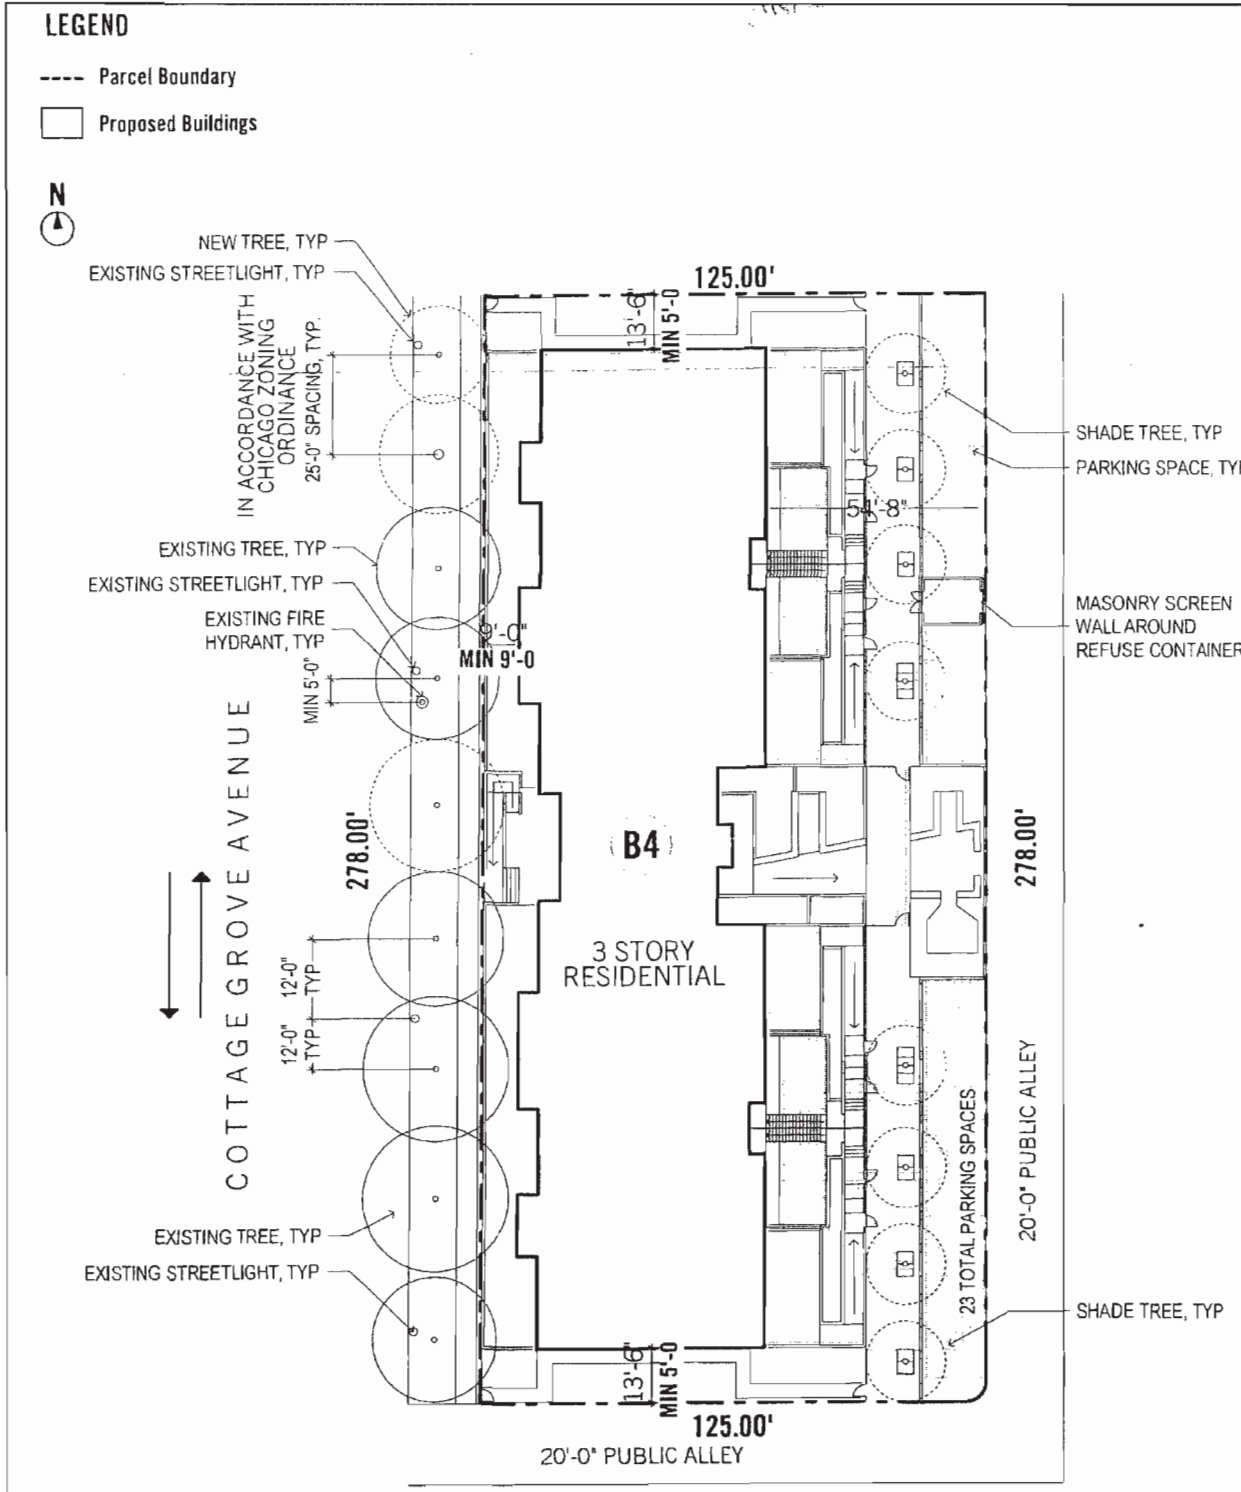 LEGEND
Parcel Boundary
Proposed Buildings
N
NEW TREE, TYP
EXISTING STREETLIGHT, TYP
125.00'
13'-6"
MIN 5'-0
IN ACCORDANCE WITH
CHICAGO ZONING
ORDINANCE
25'-0" SPACING, TYP.
SHADE TREE, TYP
PARKING SPACE, TYP
54'-8"
EXISTING TREE, TYP
EXISTING STREETLIGHT, TYP
EXISTING FIRE
HYDRANT, TYP
MASONRY SCREEN
WALL AROUND
REFUSE CONTAINER
9'-0"
MIN 9'-0
MIN 5'-0"
COTTAGE GROVE AVENUE
278.00'
B4
278.00'
3 STORY
RESIDENTIAL
12'-0"
TYP
12'-0"
TYP
23 TOTAL PARKING SPACES
20'-0" PUBLIC ALLEY
EXISTING TREE, TYP
EXISTING STREETLIGHT, TYP
SHADE TREE, TYP
13'-6"
MIN 5'-0
125.00'
20'-0" PUBLIC ALLEY